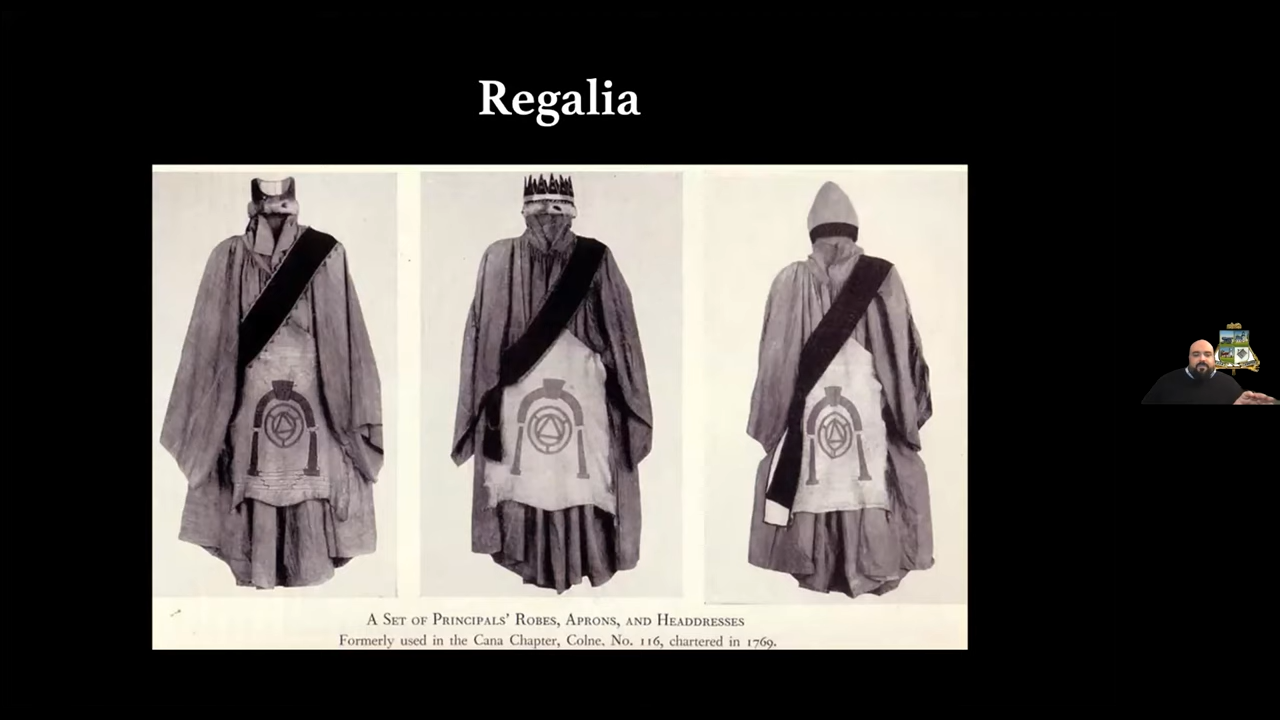 Regalia
A Set of Principals' Robes, Aprons, and Headdresses
Formerly used in the Cana Chapter, Colne, No. 116, chartered in 1769.